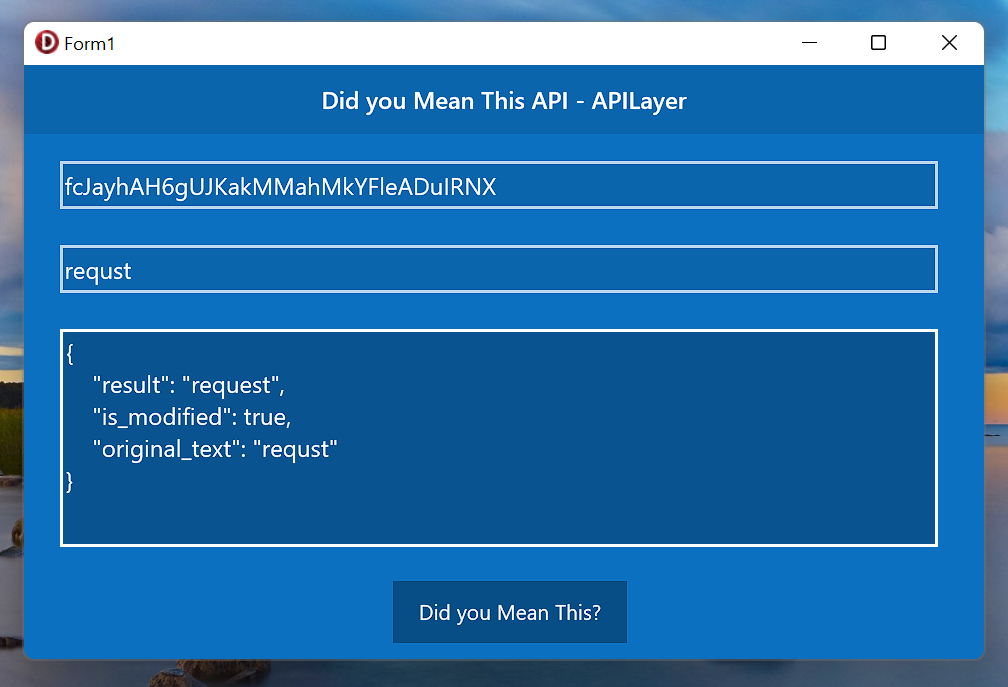 Form1
Did you Mean This API - APILayer
fcJayhAH6gUJKakMMahMkYFleADuIRNX
requst
{
"result": "request",
"is_modified": true,
"original_text": "requst"
}
Did you Mean This?